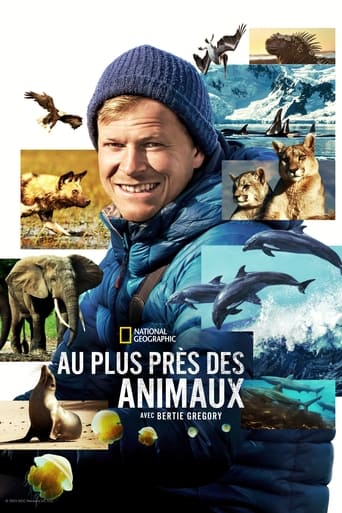 NATIONAL
GEOGRAPHIC
AU PLUS PRÈS DES
ANIMAUX
AVEC BERTIE GREGORY